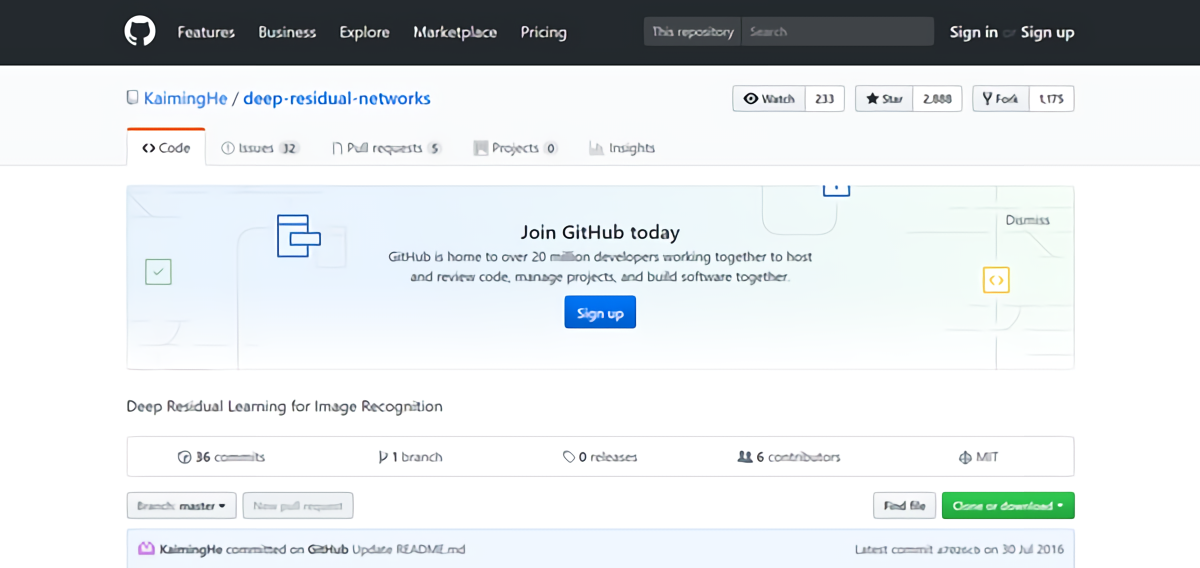 Features Business Explore Marketplace Pricing This repository Search Sign in or Sign up
KaimingHe / deep-residual-networks Watch 233 Star 2,888 Fork 1,175
Code Issues 32 Pull requests 5 Projects 0 Insights
Join GitHub today
Dismiss
GitHub is home to over 20 million developers working together to host
and review code, manage projects, and build software together.
Sign up
Deep Residual Learning for Image Recognition
36 commits 1 branch 0 releases 6 contributors MIT
Branch: master New pull request Find file Clone or download
KaimingHe committed on GitHub Update README.md Latest commit on 30 Jul 2016